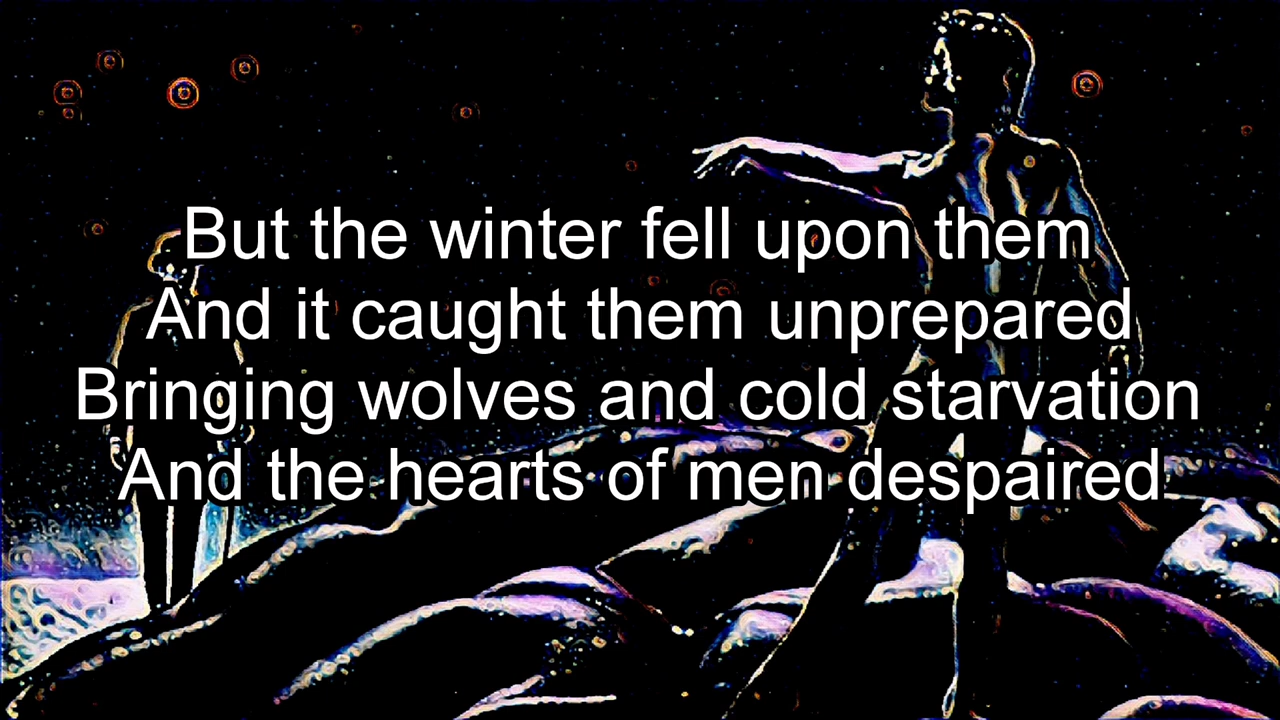 But the winter fell upon them
And it caught them unprepared
Bringing wolves and cold starvation
And the hearts of men despaired